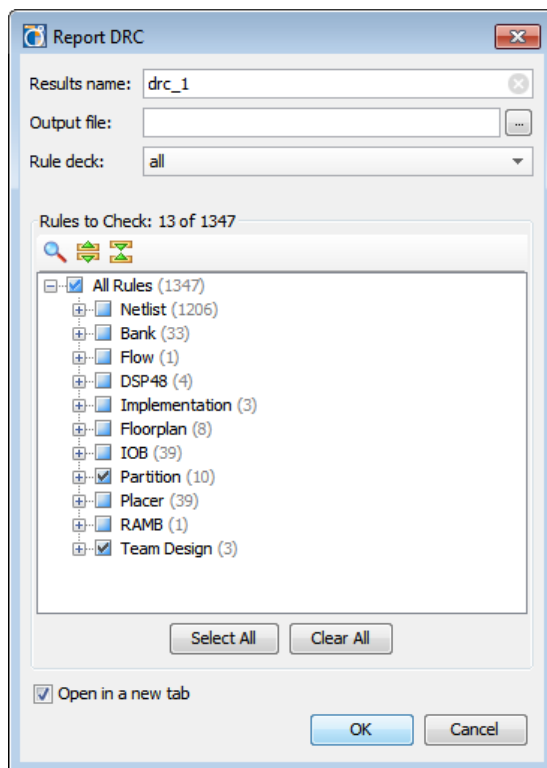 Report DRC
Results name: drc_1
Output file: ...
Rule deck: all
Rules to Check: 13 of 1347
All Rules (1347)
Netlist (1206)
Bank (33)
Flow (1)
DSP48 (4)
Implementation (3)
Floorplan (8)
IOB (39)
Partition (10)
Placer (39)
RAMB (1)
Team Design (3)
Select All Clear All
Open in a new tab
OK Cancel